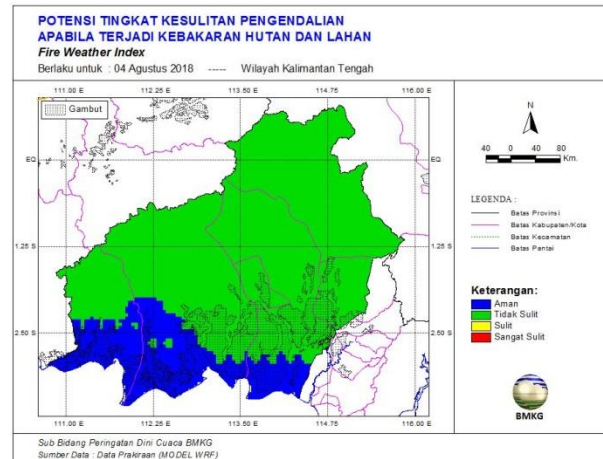 POTENSI TINGKAT KESULITAN PENGENDALIAN
APABILA TERJADI KEBAKARAN HUTAN DAN LAHAN
Fire Weather Index
Berlaku untuk : 04 Agustus 2018 ----- Wilayah Kalimantan Tengah
111.00 E 112.25 E 113.50 E 114.75 E 116.00 E
Gambut
EQ EQ
1.25 S 1.25 S
2.50 S 2.50 S
111.00 E 112.25 E 113.50 E 114.75 E 116.00 E
N
40 0 40 80
Km.
LEGENDA :
Batas Provinsi
Batas Kabupaten/Kota
Batas Kecamatan
Batas Pantai
Keterangan:
Aman
Tidak Sulit
Sulit
Sangat Sulit
BMKG
Sub Bidang Peringatan Dini Cuaca BMKG
Sumber Data : Data Prakiraan (MODEL WRF)